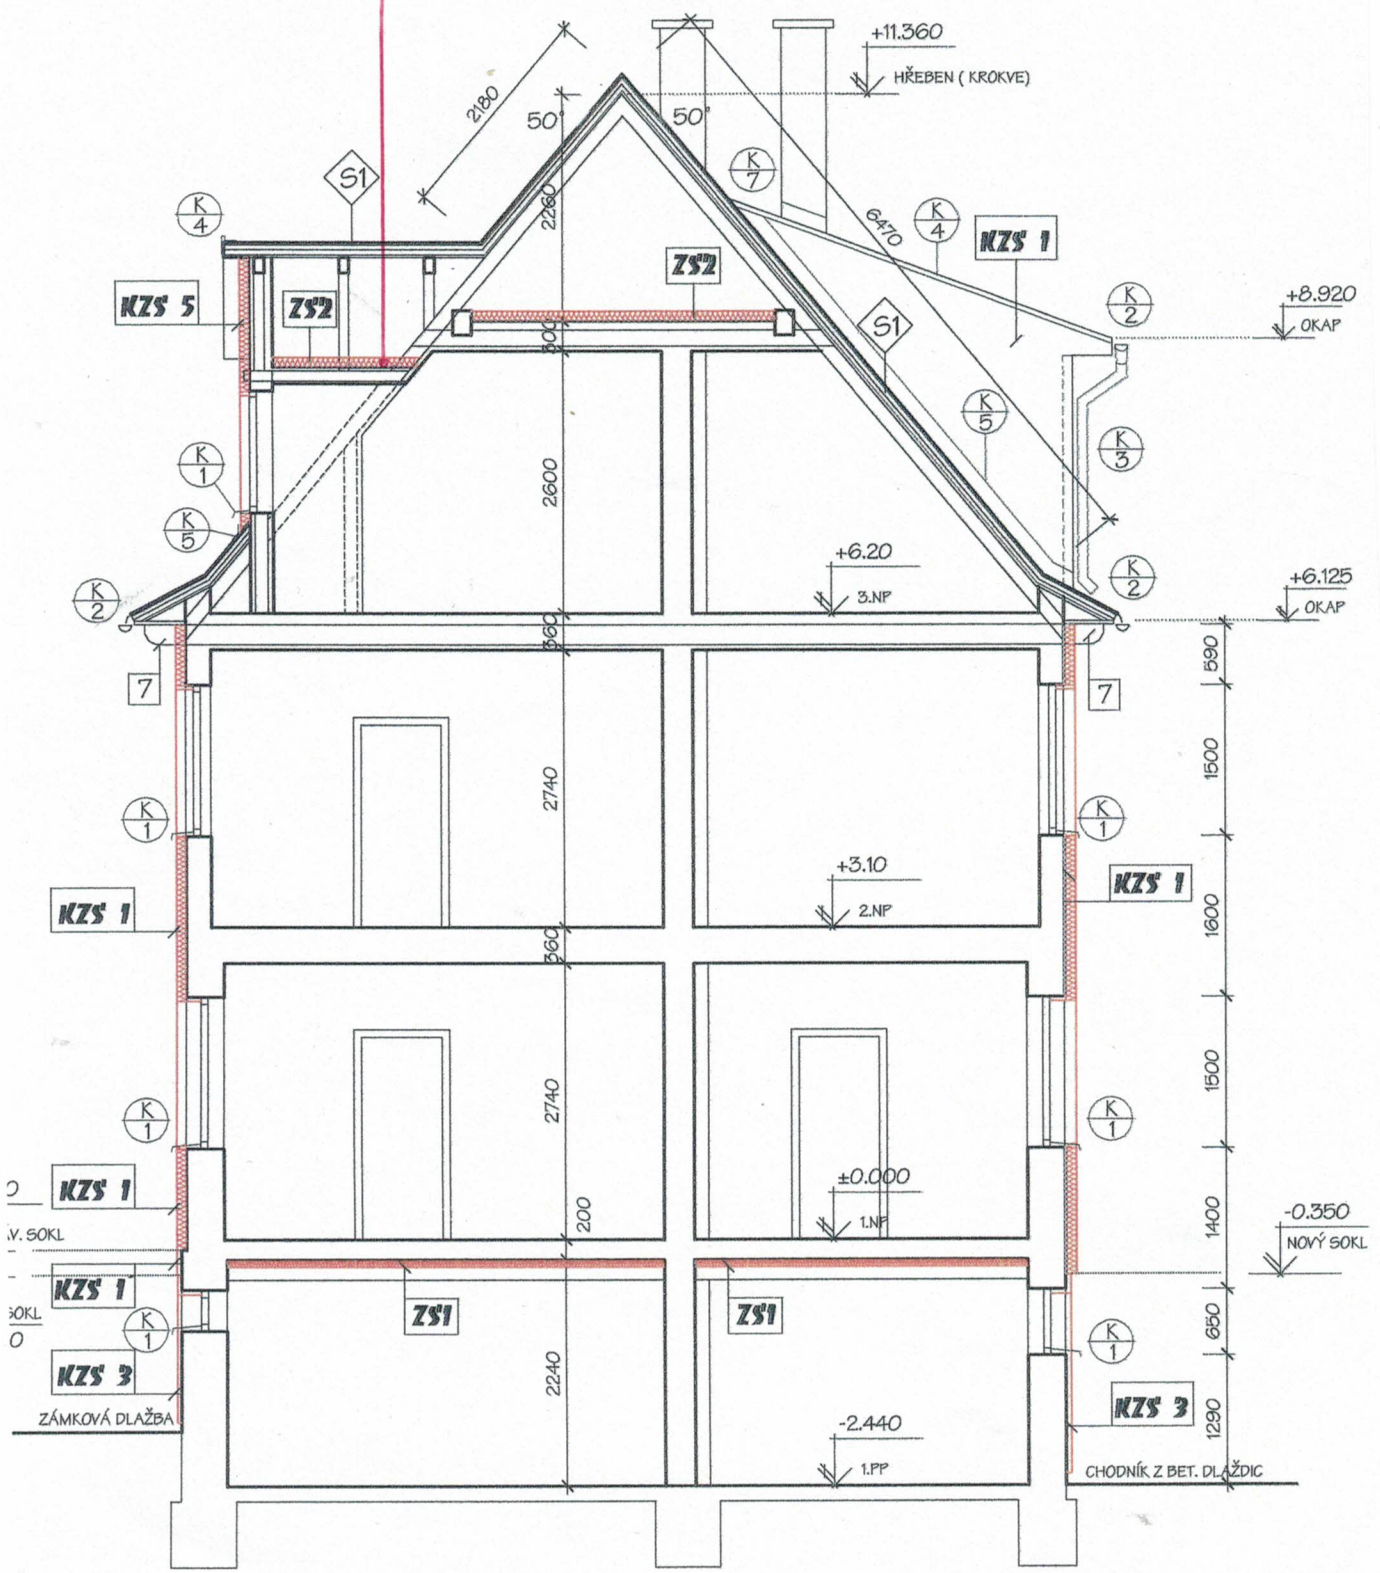 +11.360
HŘEBEN ( KROKVE)
2180
50°
50°
K
7
S1
K
4
2260
6470
K
4
KZS 1
ZS2
KZS 5
ZS2
K
2
+8.920
OKAP
300
S1
K
5
K
3
K
1
2600
K
5
+6.20
3.NP
K
2
K
2
+6.125
OKAP
360
590
7
7
1500
2740
K
1
K
1
+3.10
2.NP
KZS 1
KZS 1
1600
360
2740
1500
K
1
K
1
±0.000
1.NP
KZS 1
O
200
1400
-0.350
NOVÝ SOKL
V. SOKL
KZS 1
SOKL
O
K
1
ZS1
ZS1
650
K
1
KZS 3
2240
KZS 3
1290
ZÁMKOVÁ DLAŽBA
-2.440
1.PP
CHODNÍK Z BET. DLAŽDIC